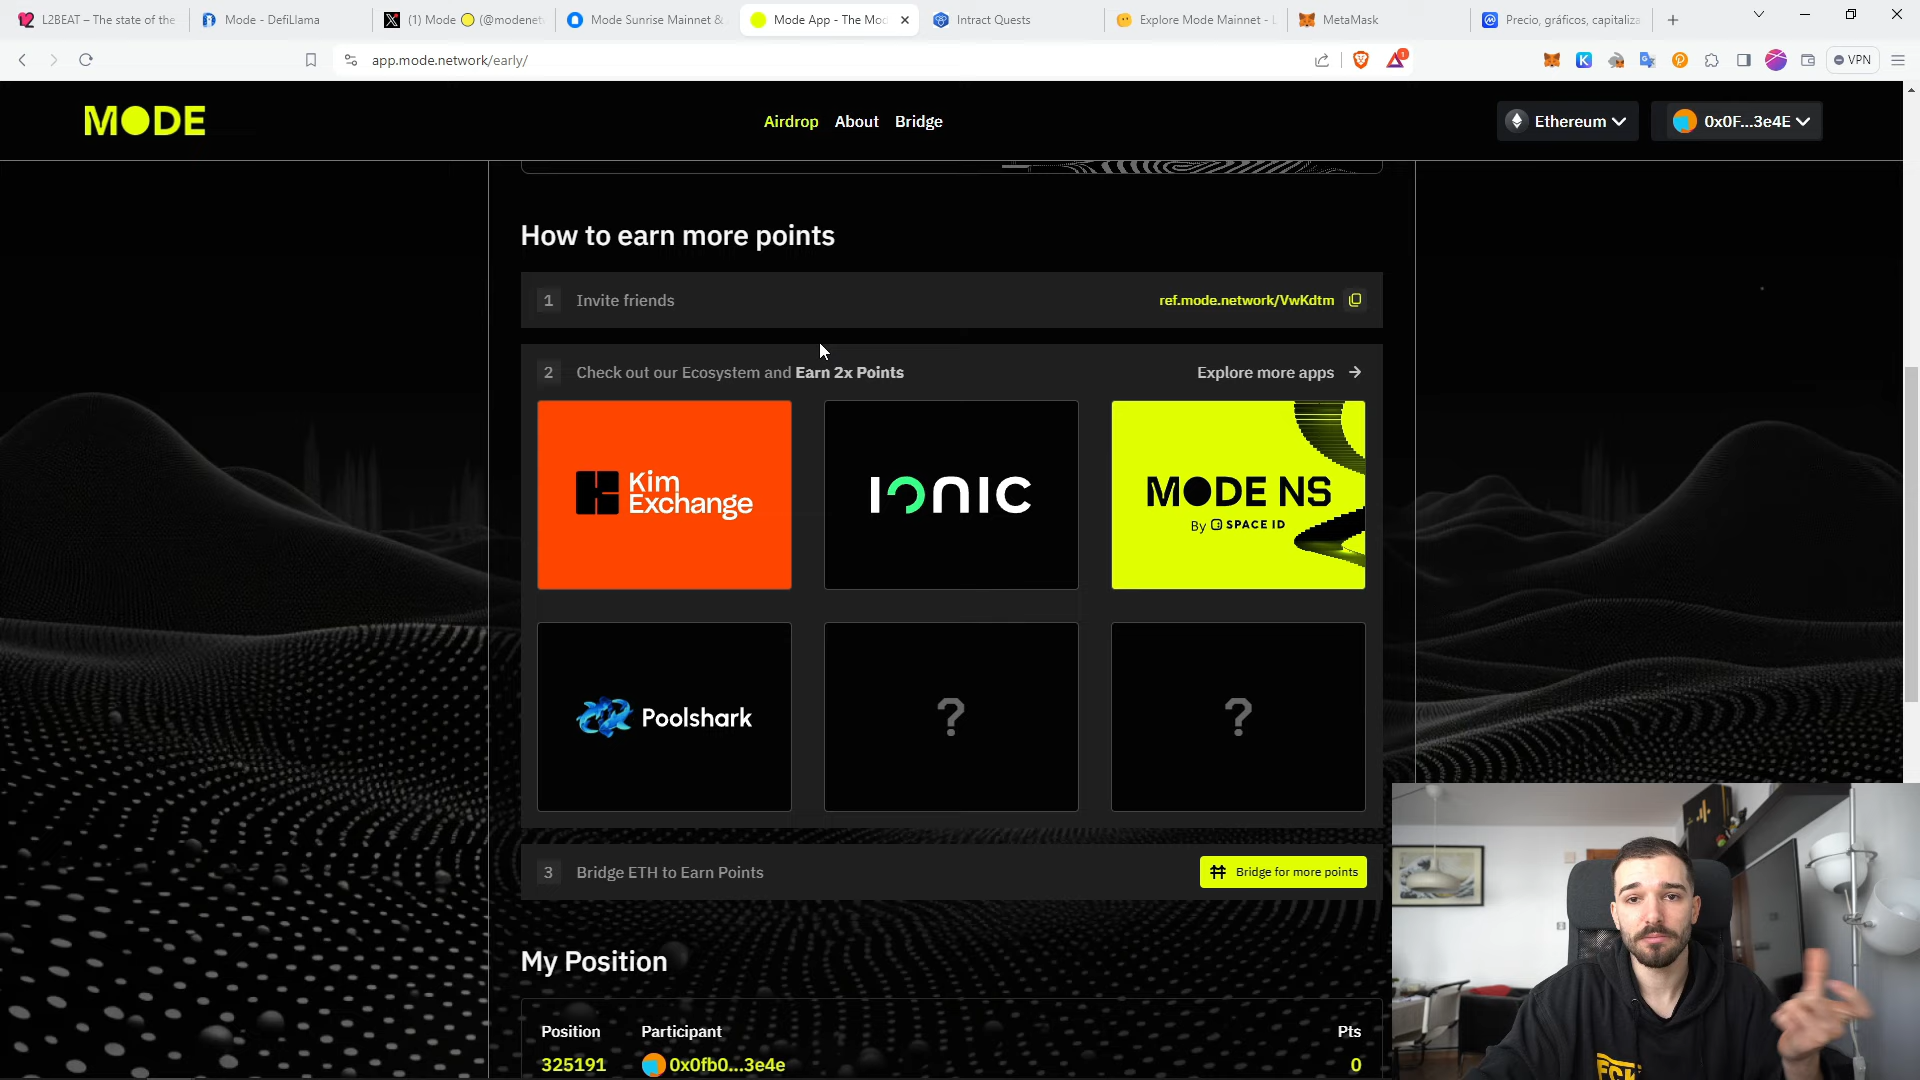 L2BEAT – The state of the
Mode - DefiLlama
(1) Mode 🟡 (@modenet
Mode Sunrise Mainnet &
Mode App - The Mod
Intract Quests
Explore Mode Mainnet - L
MetaMask
Precio, gráficos, capitaliza
app.mode.network/early/
1
VPN
MODE
Airdrop
About
Bridge
Ethereum
0x0F...3e4E
How to earn more points
1
Invite friends
ref.mode.network/VwKdtm
2
Check out our Ecosystem and Earn 2x Points
Explore more apps →
Kim
Exchange
IONIC
MODE NS
By SPACE ID
Poolshark
?
?
3
Bridge ETH to Earn Points
Bridge for more points
My Position
Position
Participant
Pts
325191
0x0fb0...3e4e
0